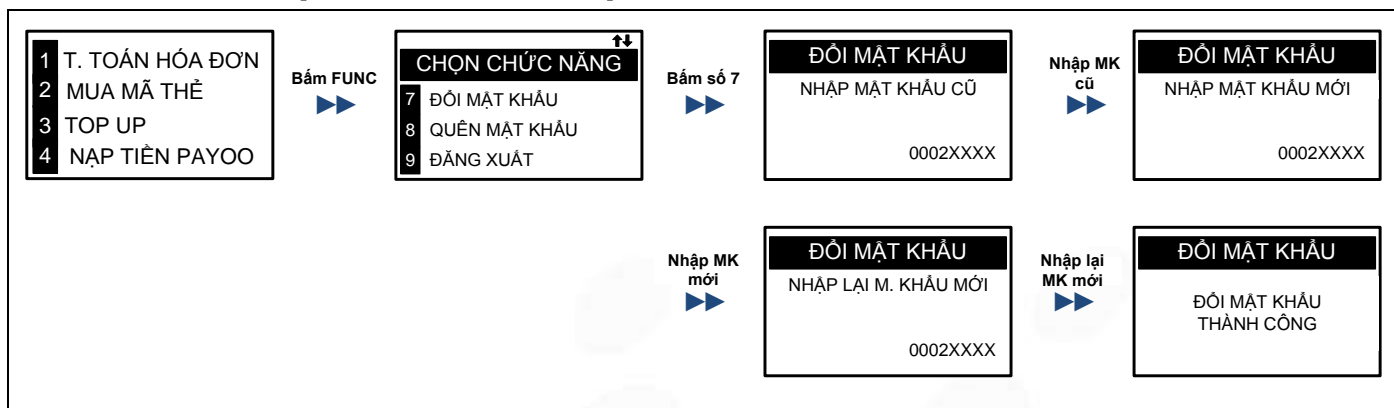 1 T. TOÁN HÓA ĐƠN
2 MUA MÃ THẺ
3 TOP UP
4 NẠP TIỀN PAYOO
Bấm FUNC
CHỌN CHỨC NĂNG
7 ĐỔI MẬT KHẨU
8 QUÊN MẬT KHẨU
9 ĐĂNG XUẤT
Bấm số 7
ĐỔI MẬT KHẨU
NHẬP MẬT KHẨU CŨ
0002XXXX
Nhập MK
cũ
ĐỔI MẬT KHẨU
NHẬP MẬT KHẨU MỚI
0002XXXX
Nhập MK
mới
ĐỔI MẬT KHẨU
NHẬP LẠI M. KHẨU MỚI
0002XXXX
Nhập lại
MK mới
ĐỔI MẬT KHẨU
ĐỔI MẬT KHẨU
THÀNH CÔNG